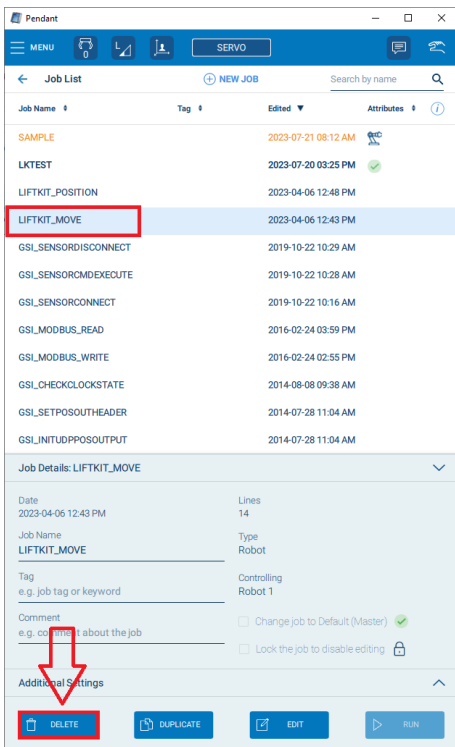 Pendant
MENU 0 SERVO
Job List NEW JOB Search by name
Job Name Tag Edited Attributes i
SAMPLE 2023-07-21 08:12 AM
LKTEST 2023-07-20 03:25 PM
LIFTKIT_POSITION 2023-04-06 12:48 PM
LIFTKIT_MOVE 2023-04-06 12:43 PM
GSI_SENSORDISCONNECT 2019-10-22 10:29 AM
GSI_SENSORCMDEXECUTE 2019-10-22 10:28 AM
GSI_SENSORCONNECT 2019-10-22 10:16 AM
GSI_MODBUS_READ 2016-02-24 03:59 PM
GSI_MODBUS_WRITE 2016-02-24 02:55 PM
GSI_CHECKCLOCKSTATE 2014-08-08 09:38 AM
GSI_SETPOSOUTHEADER 2014-07-28 11:04 AM
GSI_INITUDPPOSOUTPUT 2014-07-28 11:04 AM
Job Details: LIFTKIT_MOVE
Date Lines
2023-04-06 12:43 PM 14
Job Name Type
LIFTKIT_MOVE Robot
Tag Controlling
e.g. job tag or keyword Robot 1
Comment Change job to Default (Master)
e.g. comment about the job
Lock the job to disable editing
Additional Settings
DELETE DUPLICATE EDIT RUN